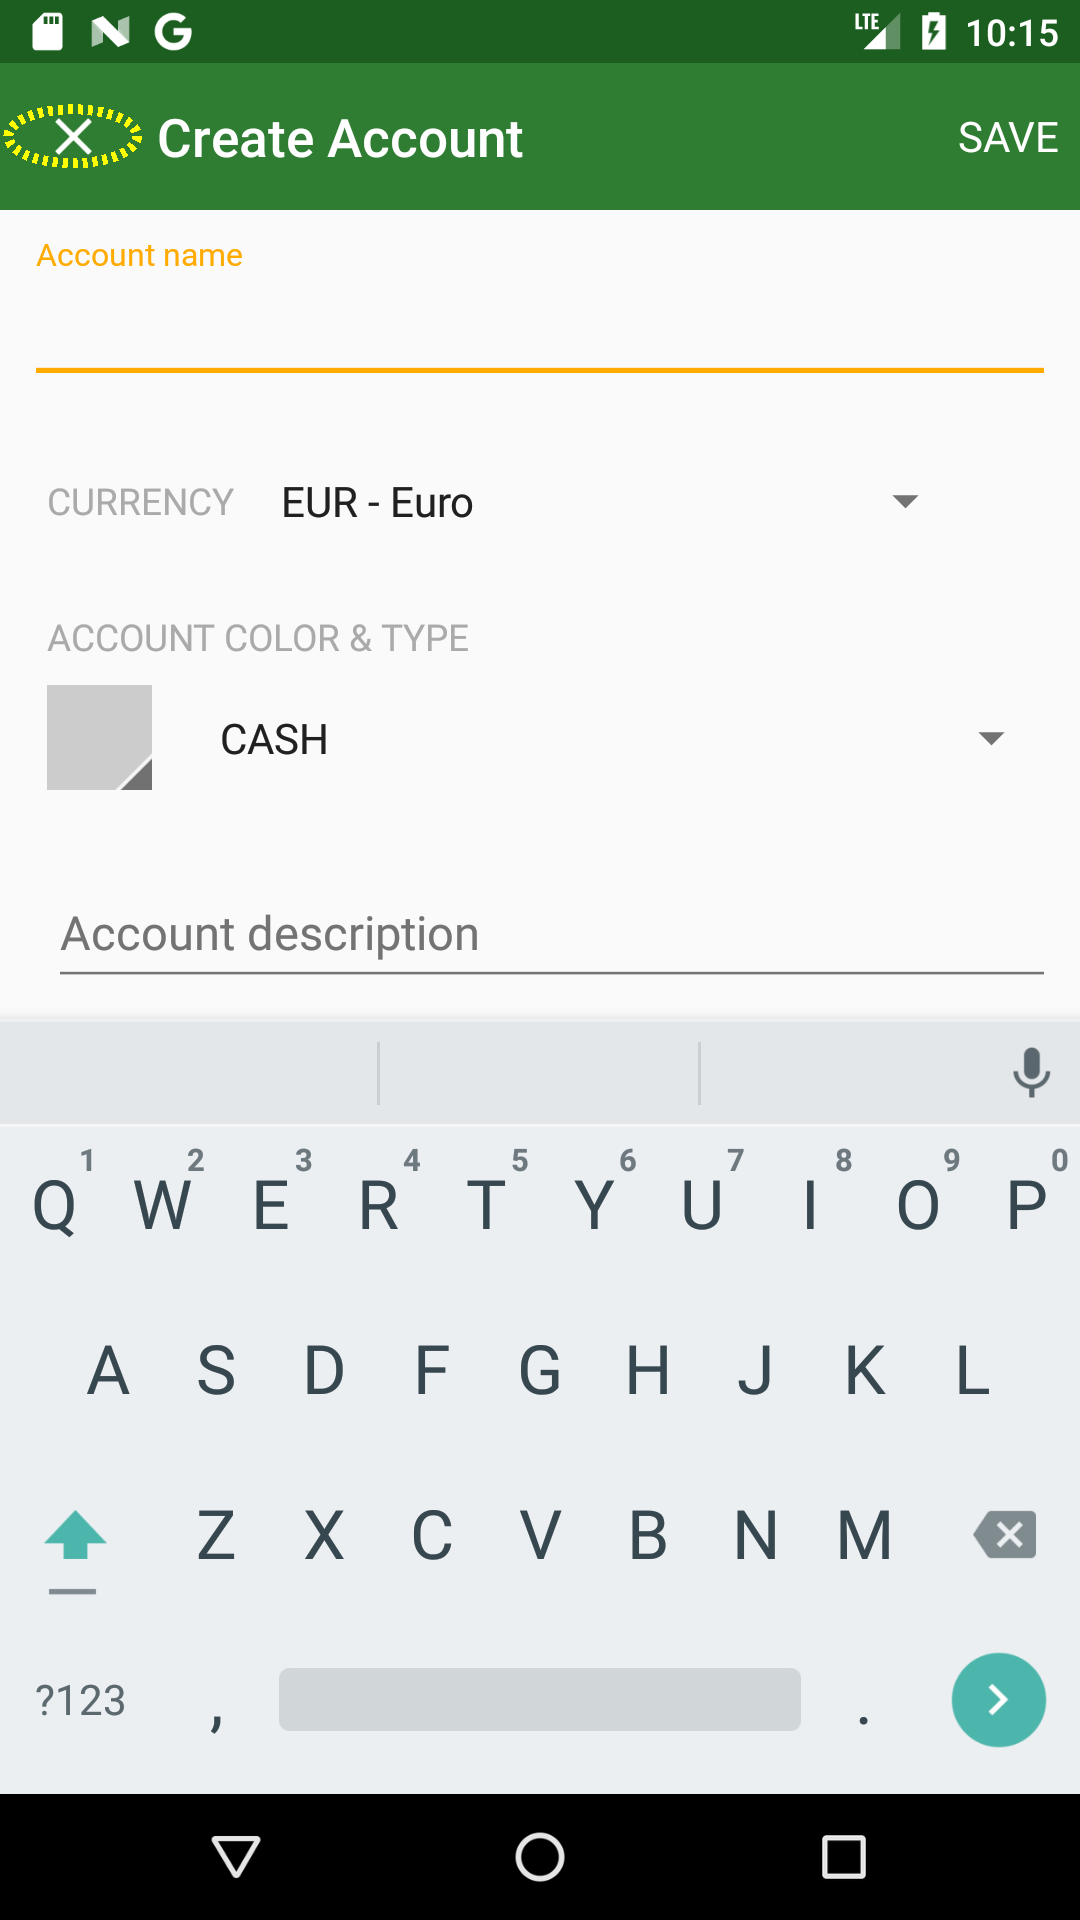 LTE 10:15
Create Account SAVE
Account name
CURRENCY EUR - Euro
ACCOUNT COLOR & TYPE
CASH
Account description
1 2 3 4 5 6 7 8 9 0
Q W E R T Y U I O P
A S D F G H J K L
Z X C V B N M
?123 , .